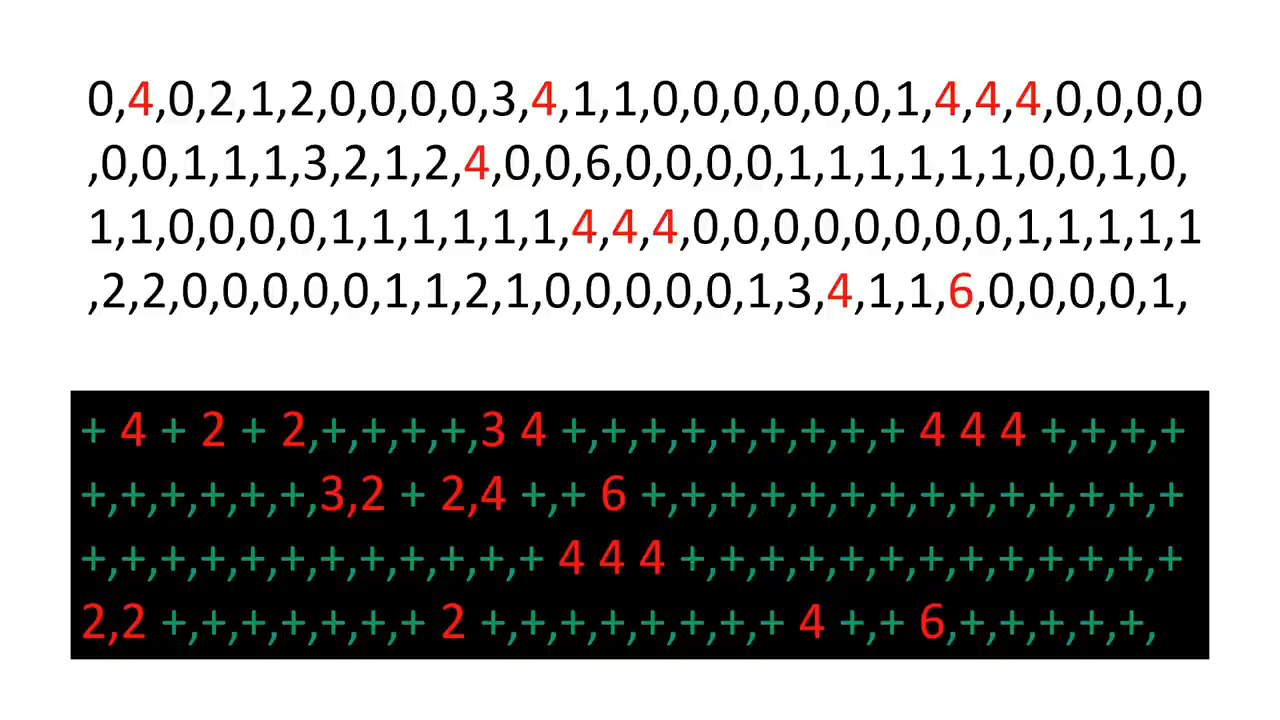 0,4,0,2,1,2,0,0,0,0,3,4,1,1,0,0,0,0,0,0,1,4,4,4,0,0,0,0
,0,0,1,1,1,3,2,1,2,4,0,0,6,0,0,0,0,1,1,1,1,1,1,0,0,1,0,
1,1,0,0,0,0,1,1,1,1,1,1,4,4,4,0,0,0,0,0,0,0,0,1,1,1,1,1
,2,2,0,0,0,0,0,1,1,2,1,0,0,0,0,0,1,3,4,1,1,6,0,0,0,0,1,
+ 4 + 2 + 2,+,+,+,+,3 4 +,+,+,+,+,+,+,+,+ 4 4 4 +,+,+,+
+,+,+,+,+,+,3,2 + 2,4 +,+ 6 +,+,+,+,+,+,+,+,+,+,+,+,+,+
+,+,+,+,+,+,+,+,+,+,+,+ 4 4 4 +,+,+,+,+,+,+,+,+,+,+,+,+
2,2 +,+,+,+,+,+,+ 2 +,+,+,+,+,+,+,+ 4 +,+ 6,+,+,+,+,+,